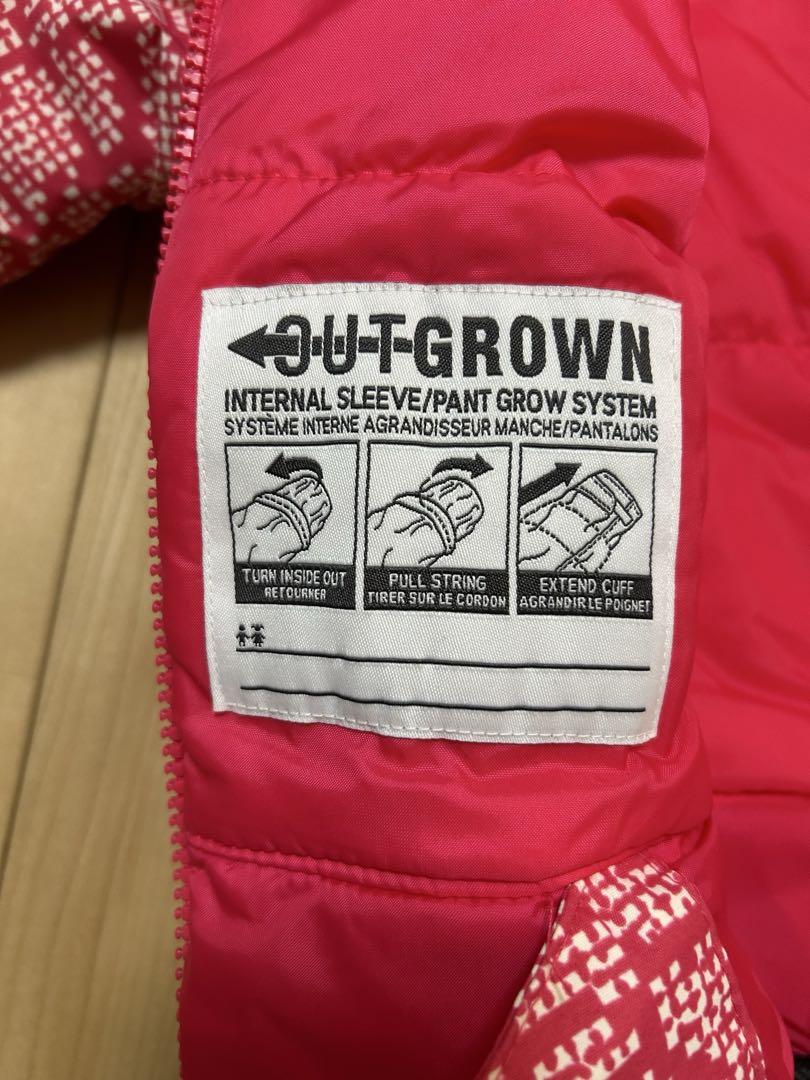 OUTGROWN
INTERNAL SLEEVE/PANT GROW SYSTEM
SYSTÈME INTERNE AGRANDISSEUR MANCHE/PANTALONS
TURN INSIDE OUT
RETOURNER
PULL STRING
TIRER SUR LE CORDON
EXTEND CUFF
AGRANDIR LE POIGNET